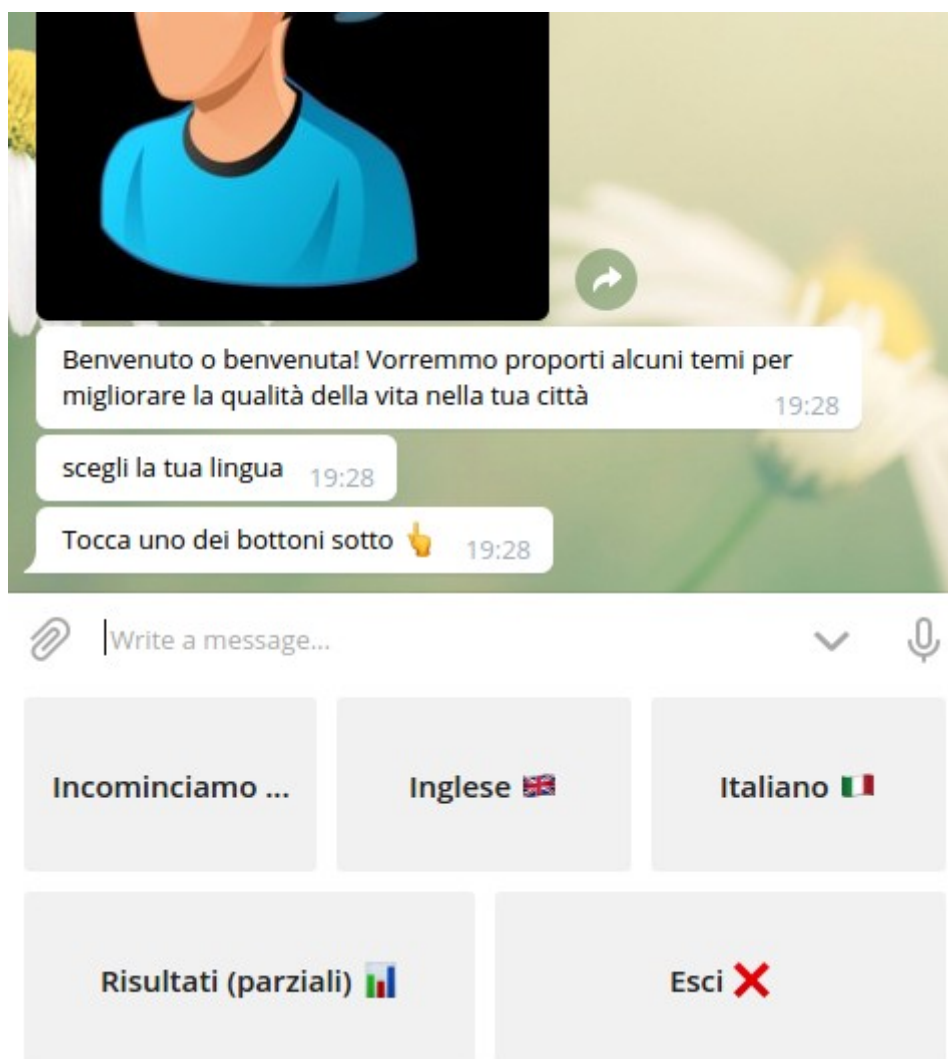 Benvenuto o benvenuta! Vorremmo proporti alcuni temi per
migliorare la qualità della vita nella tua città
19:28
scegli la tua lingua 19:28
Tocca uno dei bottoni sotto 👆 19:28
Write a message...
Incominciamo ...
Inglese 🇬🇧
Italiano 🇮🇹
Risultati (parziali) 📊
Esci ❌